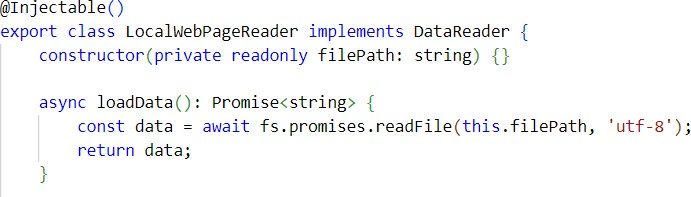 @Injectable()
export class LocalWebPageReader implements DataReader {
    constructor(private readonly filePath: string) {}

    async loadData(): Promise<string> {
        const data = await fs.promises.readFile(this.filePath, 'utf-8');
        return data;
    }